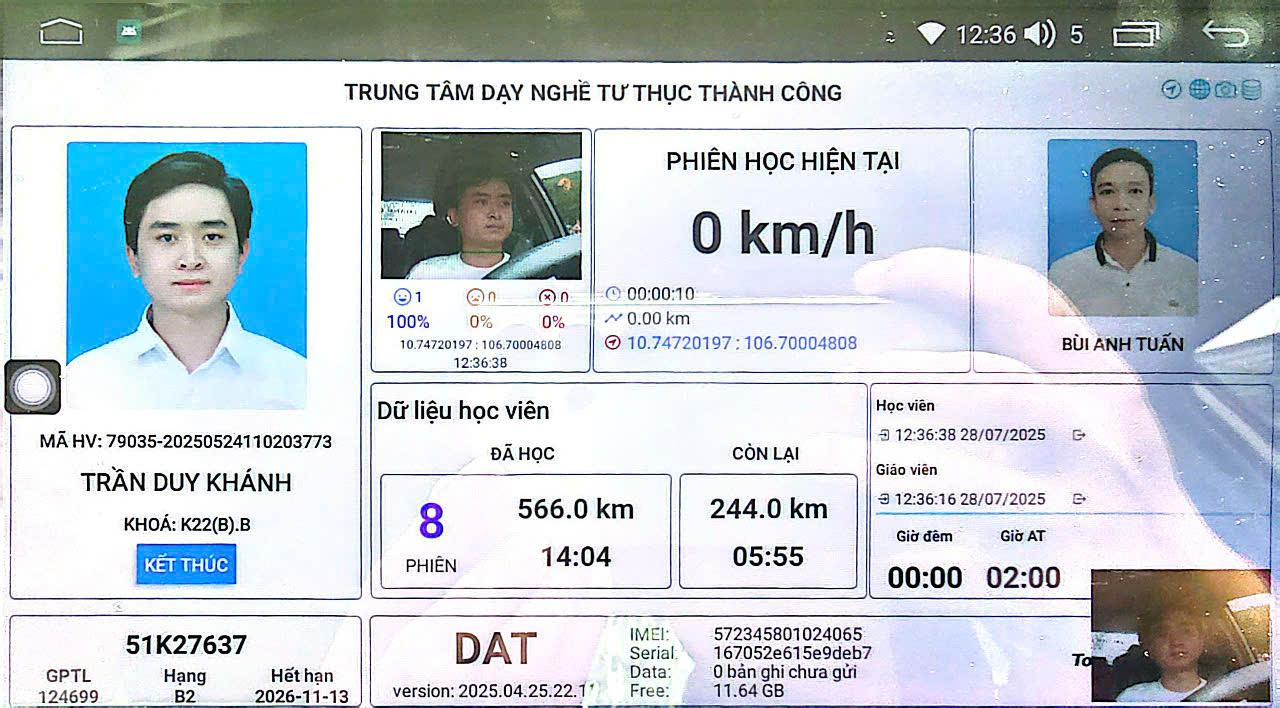 12:36 5
TRUNG TÂM DẠY NGHỀ TƯ THỤC THÀNH CÔNG
MÃ HV: 79035-20250524110203773
TRẦN DUY KHÁNH
KHOÁ: K22(B).B
KẾT THÚC
1 0 0
100% 0% 0%
10.74720197 : 106.70004808
12:36:38
PHIÊN HỌC HIỆN TẠI
0 km/h
00:00:10
0.00 km
10.74720197 : 106.70004808
BÙI ANH TUẤN
Dữ liệu học viên
ĐÃ HỌC CÒN LẠI
8 566.0 km 244.0 km
PHIÊN 14:04 05:55
Học viên
12:36:38 28/07/2025
Giáo viên
12:36:16 28/07/2025
Giờ đêm Giờ AT
00:00 02:00
51K27637
GPTL Hạng Hết hạn
124699 B2 2026-11-13
DAT
version: 2025.04.25.22.1
IMEI: 572345801024065
Serial: 167052e615e9deb7
Data: 0 bản ghi chưa gửi
Free: 11.64 GB